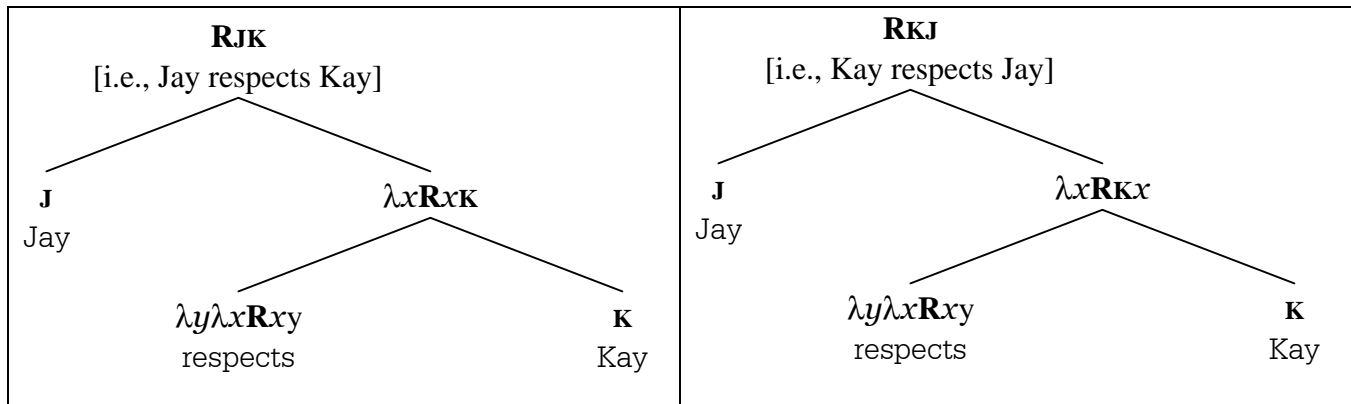 RJK
[i.e., Jay respects Kay]
J
Jay
λxRxK
λyλxRxy
respects
K
Kay
RKJ
[i.e., Kay respects Jay]
J
Jay
λxRKx
λyλxRxy
respects
K
Kay